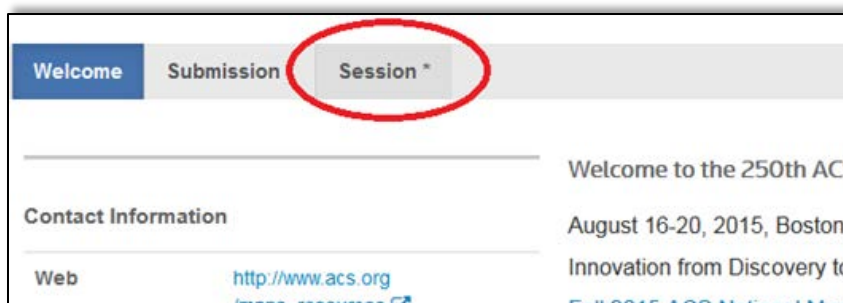 Welcome Submission Session *
Welcome to the 250th AC
Contact Information
August 16-20, 2015, Boston
Web http://www.acs.org
Innovation from Discovery to